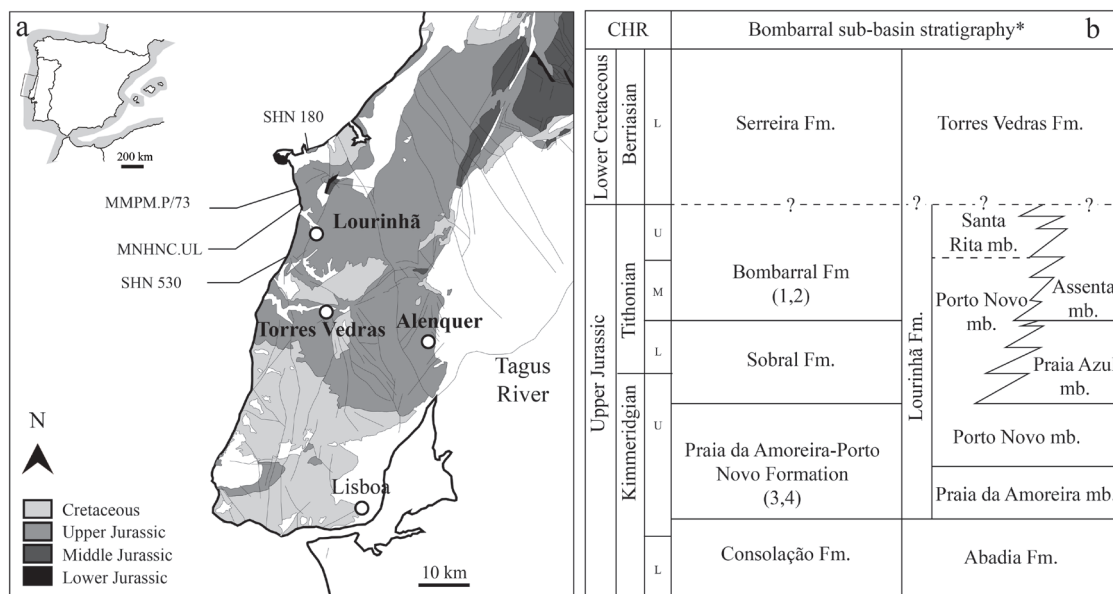 a
200 km
SHN 180
MMPM.P/73
MNHNC.UL
SHN 530
Lourinhã
Torres Vedras
Alenquer
Tagus
River
Lisboa
N
Cretaceous
Upper Jurassic
Middle Jurassic
Lower Jurassic
10 km
CHR
Bombarral sub-basin stratigraphy*
b
Lower Cretaceous
Berriasian
L
Serreira Fm.
Torres Vedras Fm.
?
?
?
?
Upper Jurassic
Tithonian
U
M
L
Bombarral Fm
(1,2)
Sobral Fm.
Kimmeridgian
U
L
Praia da Amoreira-Porto
Novo Formation
(3,4)
Consolação Fm.
Lourinhã Fm.
Santa
Rita mb.
Porto Novo
mb.
Assenta
mb.
Praia Azul
mb.
Porto Novo mb.
Praia da Amoreira mb.
Abadia Fm.